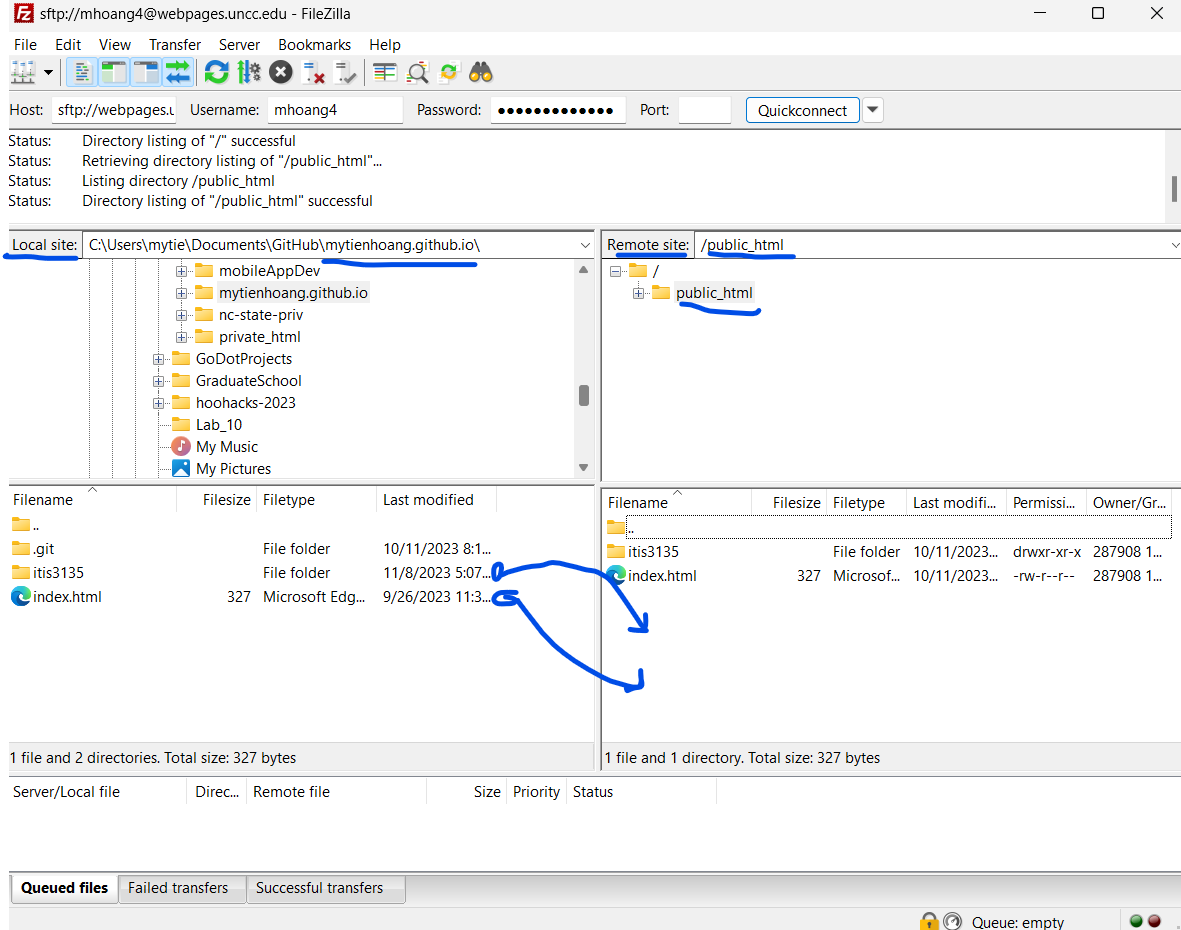 sftp://mhoang4@webpages.uncc.edu - FileZilla
File Edit View Transfer Server Bookmarks Help
Host: sftp://webpages.u Username: mhoang4 Password: ●●●●●●●●●●●●● Port: Quickconnect
Status: Directory listing of "/" successful
Status: Retrieving directory listing of "/public_html"...
Status: Listing directory /public_html
Status: Directory listing of "/public_html" successful
Local site: C:\Users\mytie\Documents\GitHub\mytienhoang.github.io\
mobileAppDev
mytienhoang.github.io
nc-state-priv
private_html
GoDotProjects
GraduateSchool
hoohacks-2023
Lab_10
My Music
My Pictures
Remote site: /public_html
/
public_html
Filename Filesize Filetype Last modified
..
.git File folder 10/11/2023 8:1...
itis3135 File folder 11/8/2023 5:07...
index.html 327 Microsoft Edg... 9/26/2023 11:3...
1 file and 2 directories. Total size: 327 bytes
Filename Filesize Filetype Last modifi... Permissi... Owner/Gr...
..
itis3135 File folder 10/11/2023... drwxr-xr-x 287908 1...
index.html 327 Microsof... 10/11/2023... -rw-r--r-- 287908 1...
1 file and 1 directory. Total size: 327 bytes
Server/Local file Direc... Remote file Size Priority Status
Queued files Failed transfers Successful transfers
Queue: empty